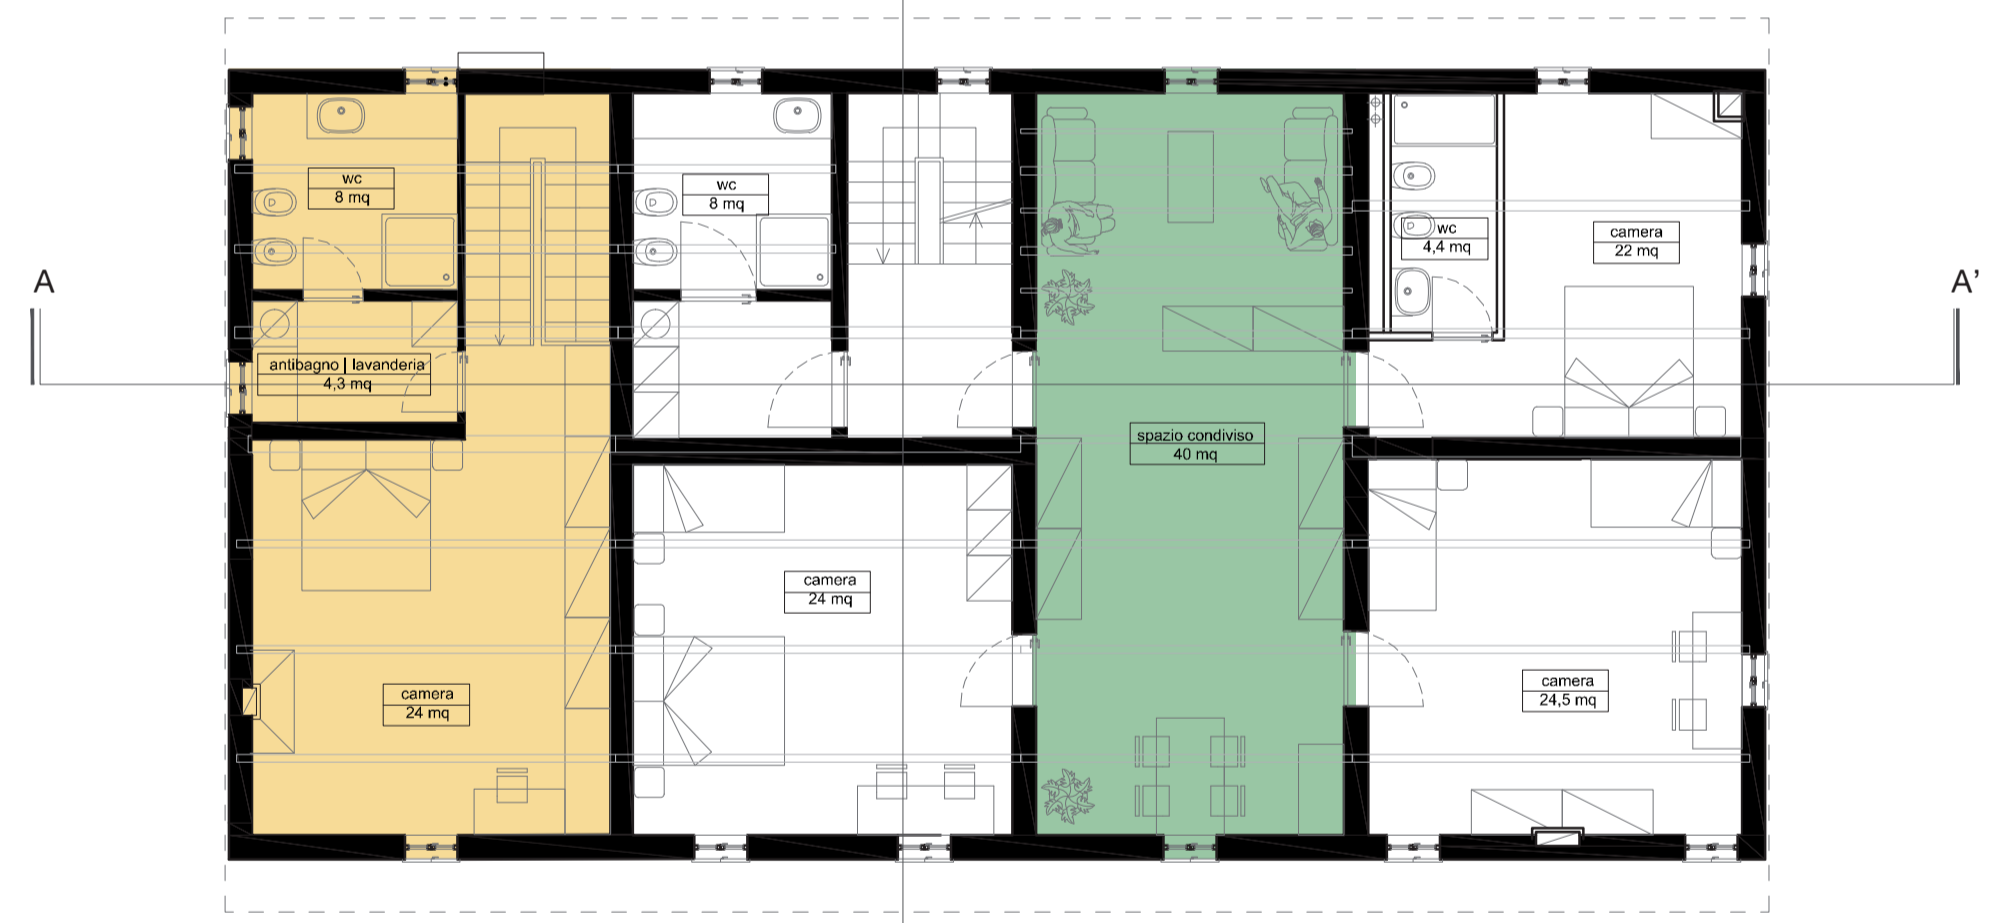 wc
8 mq
wc
8 mq
wc
4,4 mq
camera
22 mq
A
A’
antibagno | lavanderia
4,3 mq
spazio condiviso
40 mq
camera
24 mq
camera
24 mq
camera
24,5 mq